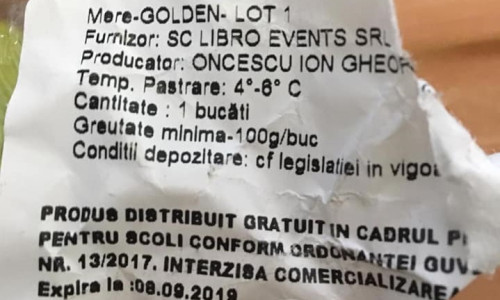 Mere-GOLDEN- LOT 1
Furnizor: SC LIBRO EVENTS SRL
Producator: ONCESCU ION
Temp. Pastrare: 4°-6° C
Cantitate : 1 bucăti
Greutate minima-100g/buc
Conditii depozitare: cf legislatiei in
PRODUS DISTRIBUIT GRATUIT IN CADRUL
PENTRU SCOLI CONFORM ORDONANTEI
NR. 13/2017. INTERZISA COMERCIALIZAREA
Expira la :08.09.2019